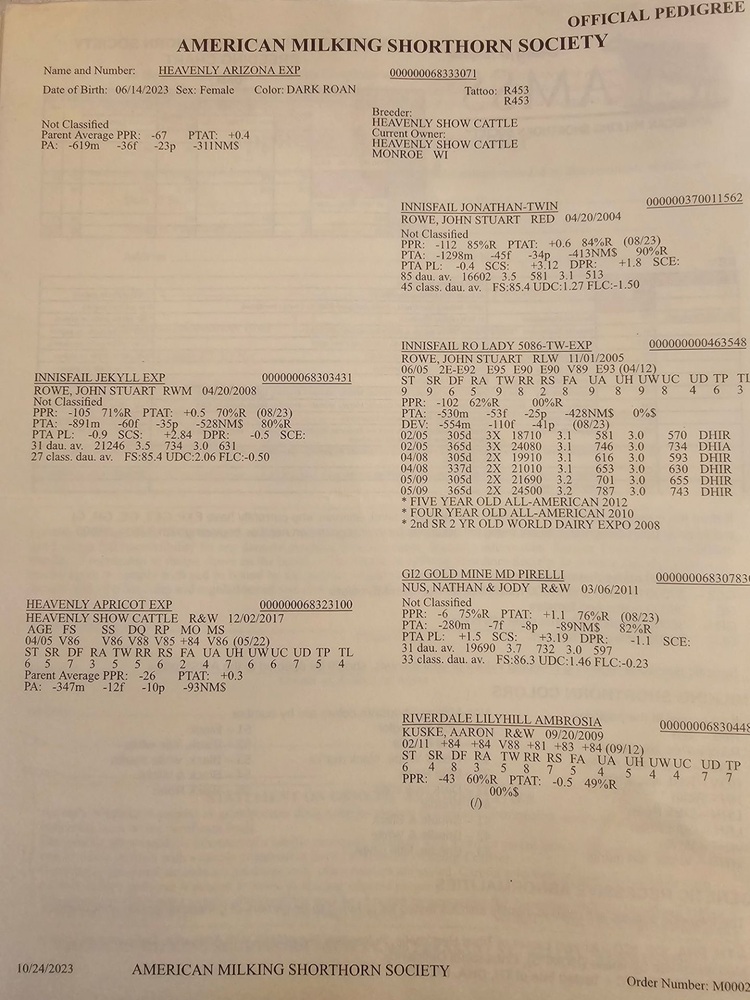 OFFICIAL PEDIGREE
AMERICAN MILKING SHORTHORN SOCIETY
Name and Number: HEAVENLY ARIZONA EXP 000000068333071
Date of Birth: 06/14/2023 Sex: Female Color: DARK ROAN Tattoo: R453
R453
Breeder:
HEAVENLY SHOW CATTLE
Current Owner:
HEAVENLY SHOW CATTLE
MONROE WI
Not Classified
Parent Average PPR: -67 PTAT: +0.4
PA: -619m -36f -23p -311NM$
INNISFAIL JONATHAN-TWIN 000000370011562
ROWE, JOHN STUART RED 04/20/2004
Not Classified
PPR: -112 85%R PTAT: +0.6 84%R (08/23)
PTA: -1298m -45f -34p -413NM$ 90%R
PTA PL: -0.4 SCS: +3.12 DPR: +1.8 SCE:
85 dau. av. 16602 3.5 581 3.1 513
45 class. dau. av. FS:85.4 UDC:1.27 FLC:-1.50
INNISFAIL JEKYLL EXP 000000068303431
ROWE, JOHN STUART RWM 04/20/2008
Not Classified
PPR: -105 71%R PTAT: +0.5 70%R (08/23)
PTA: -891m -60f -35p -528NM$ 80%R
PTA PL: -0.9 SCS: +2.84 DPR: -0.5 SCE:
31 dau. av. 21246 3.5 734 3.0 631
27 class. dau. av. FS:85.4 UDC:2.06 FLC:-0.50
INNISFAIL RO LADY 5086-TW-EXP 000000000463548
ROWE, JOHN STUART RLW 11/01/2005
06/05 2E-E92 E95 E90 E90 V89 E93 (04/12)
ST SR DF RA TW RR RS FA UA UH UW UC UD TP TL
9 9 6 5 9 8 2 8 9 8 9 8 4 6 3
PPR: -102 62%R 00%R
PTA: -530m -53f -25p -428NM$ 0%$
DEV: -554m -110f -41p (08/23)
02/05 305d 3X 18710 3.1 581 3.0 570 DHIR
02/05 365d 3X 24080 3.1 746 3.0 734 DHIA
04/08 305d 2X 19910 3.1 616 3.0 593 DHIR
04/08 337d 2X 21010 3.1 653 3.0 630 DHIR
05/09 305d 2X 21690 3.2 701 3.0 655 DHIR
05/09 365d 2X 24500 3.2 787 3.0 743 DHIR
* FIVE YEAR OLD ALL-AMERICAN 2012
* FOUR YEAR OLD ALL-AMERICAN 2010
* 2nd SR 2 YR OLD WORLD DAIRY EXPO 2008
GI2 GOLD MINE MD PIRELLI 00000006830783
NUS, NATHAN & JODY R&W 03/06/2011
Not Classified
PPR: -6 75%R PTAT: +1.1 76%R (08/23)
PTA: -280m -7f -8p -89NM$ 82%R
PTA PL: +1.5 SCS: +3.19 DPR: -1.1 SCE:
31 dau. av. 19690 3.7 732 3.0 597
33 class. dau. av. FS:86.3 UDC:1.46 FLC:-0.23
HEAVENLY APRICOT EXP 000000068323100
HEAVENLY SHOW CATTLE R&W 12/02/2017
AGE FS SS DQ RP MO MS
04/05 V86 V86 V88 V85 +84 V86 (05/22)
ST SR DF RA TW RR RS FA UA UH UW UC UD TP TL
6 5 7 3 5 5 6 2 4 7 6 6 7 5 4
Parent Average PPR: -26 PTAT: +0.3
PA: -347m -12f -10p -93NM$
RIVERDALE LILYHILL AMBROSIA 00000006830448
KUSKE, AARON R&W 09/20/2009
02/11 +84 +84 V88 +81 +83 +84 (09/12)
ST SR DF RA TW RR RS FA UA UH UW UC UD TP
6 4 8 3 5 8 7 5 4 5 4 4 7 7
PPR: -43 60%R PTAT: -0.5 49%R
00%$
(/)
10/24/2023 AMERICAN MILKING SHORTHORN SOCIETY Order Number: M0002